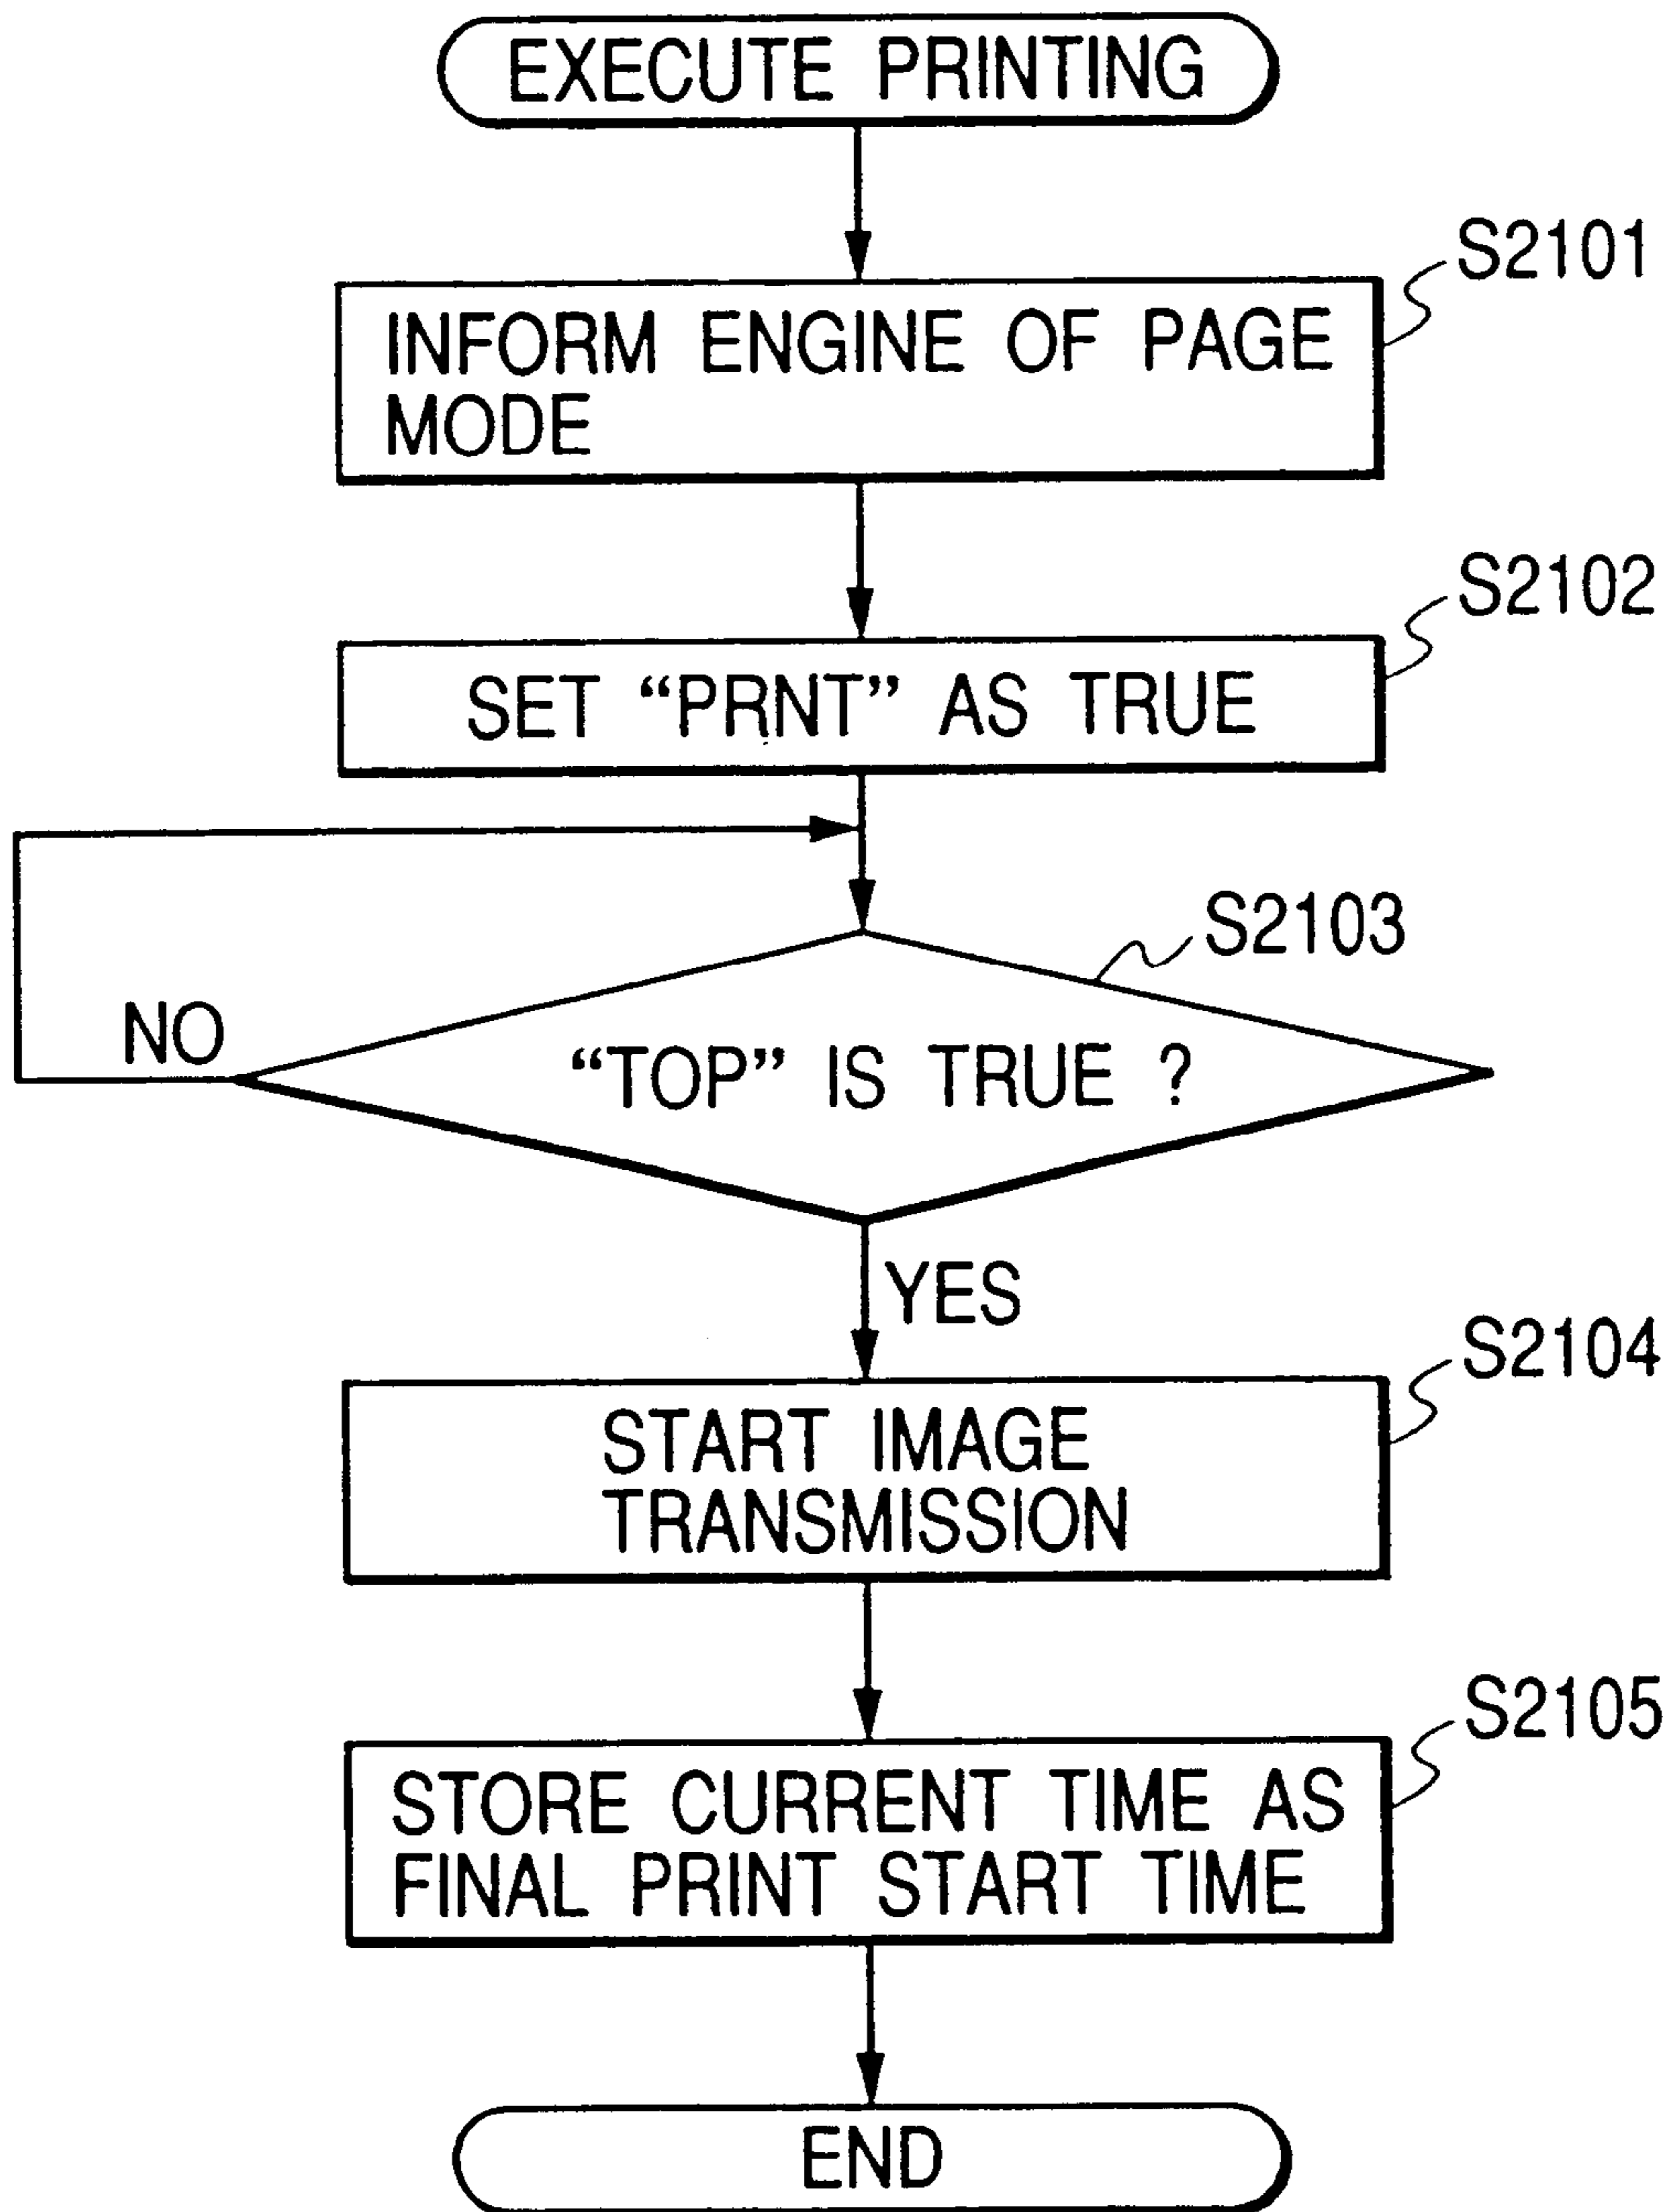 EXECUTE PRINTING
S2101
INFORM ENGINE OF PAGE
MODE
S2102
SET “PRNT” AS TRUE
S2103
NO
“TOP” IS TRUE ?
YES
S2104
START IMAGE
TRANSMISSION
S2105
STORE CURRENT TIME AS
FINAL PRINT START TIME
END